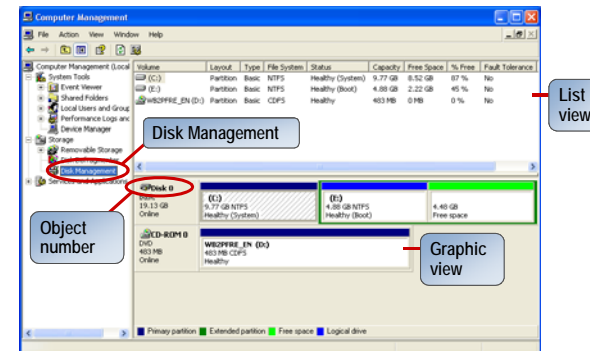 Computer Management
File Action View Window Help
Computer Management (Local
System Tools
Event Viewer
Shared Folders
Local Users and Group
Performance Logs and
Device Manager
Storage
Removable Storage
Disk Defragmenter
Disk Management
Services and Applications
Volume Layout Type File System Status Capacity Free Space % Free Fault Tolerance
(C:) Partition Basic NTFS Healthy (System) 9.77 GB 8.52 GB 87 % No
(E:) Partition Basic NTFS Healthy (Boot) 4.88 GB 2.22 GB 45 % No
WB2PFRE_EN (D:) Partition Basic CDFS Healthy 483 MB 0 MB 0 % No
List view
Disk Management
Object number
Graphic view
Disk 0
Basic
19.13 GB
Online
(C:)
9.77 GB NTFS
Healthy (System)
(E:)
4.88 GB NTFS
Healthy (Boot)
4.48 GB
Free space
CD-ROM 0
DVD
483 MB
Online
WB2PFRE_EN (D:)
483 MB CDFS
Healthy
Primary partition Extended partition Free space Logical drive